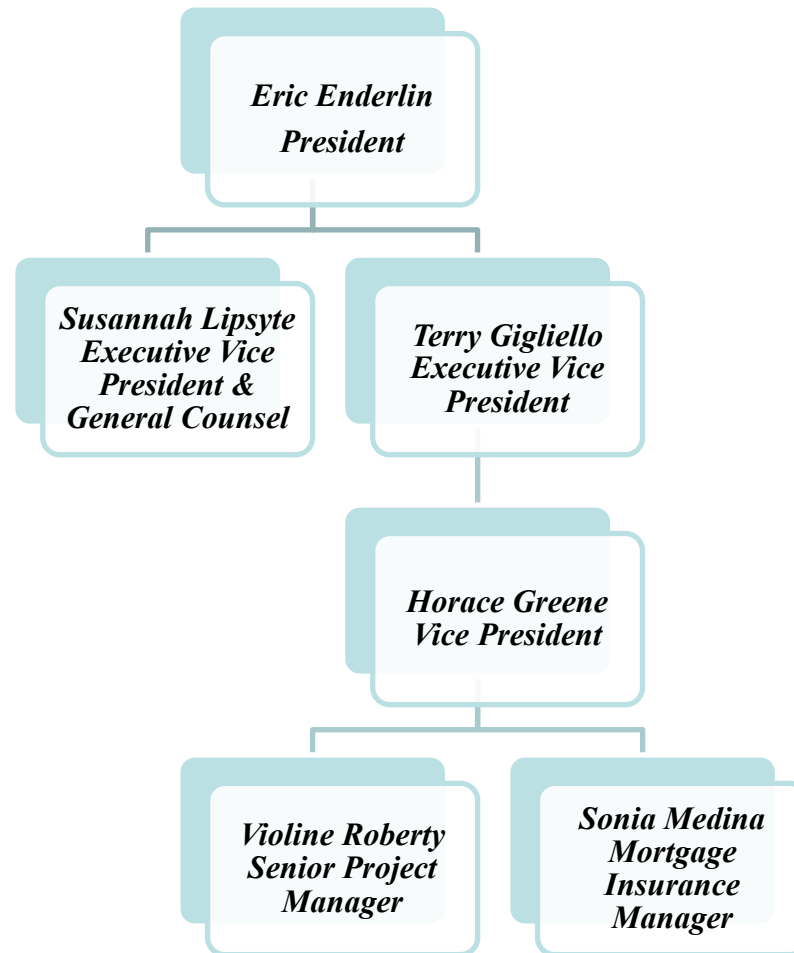 Eric Enderlin
President
Susannah Lipsyte
Executive Vice
President &
General Counsel
Terry Gigliello
Executive Vice
President
Horace Greene
Vice President
Violine Roberty
Senior Project
Manager
Sonia Medina
Mortgage
Insurance
Manager